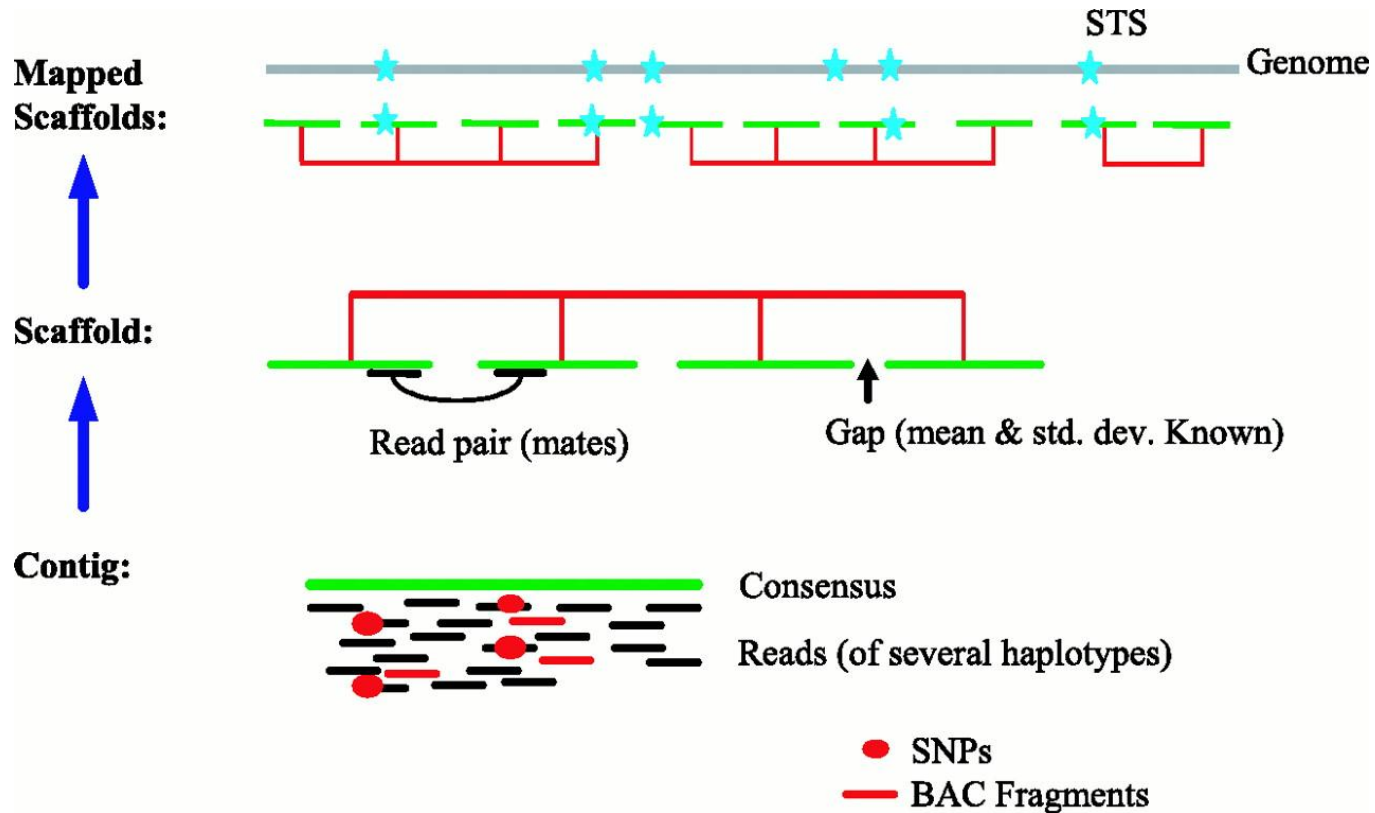 STS
Genome
Mapped
Scaffolds:
Scaffold:
Read pair (mates)
Gap (mean & std. dev. Known)
Contig:
Consensus
Reads (of several haplotypes)
SNPs
BAC Fragments